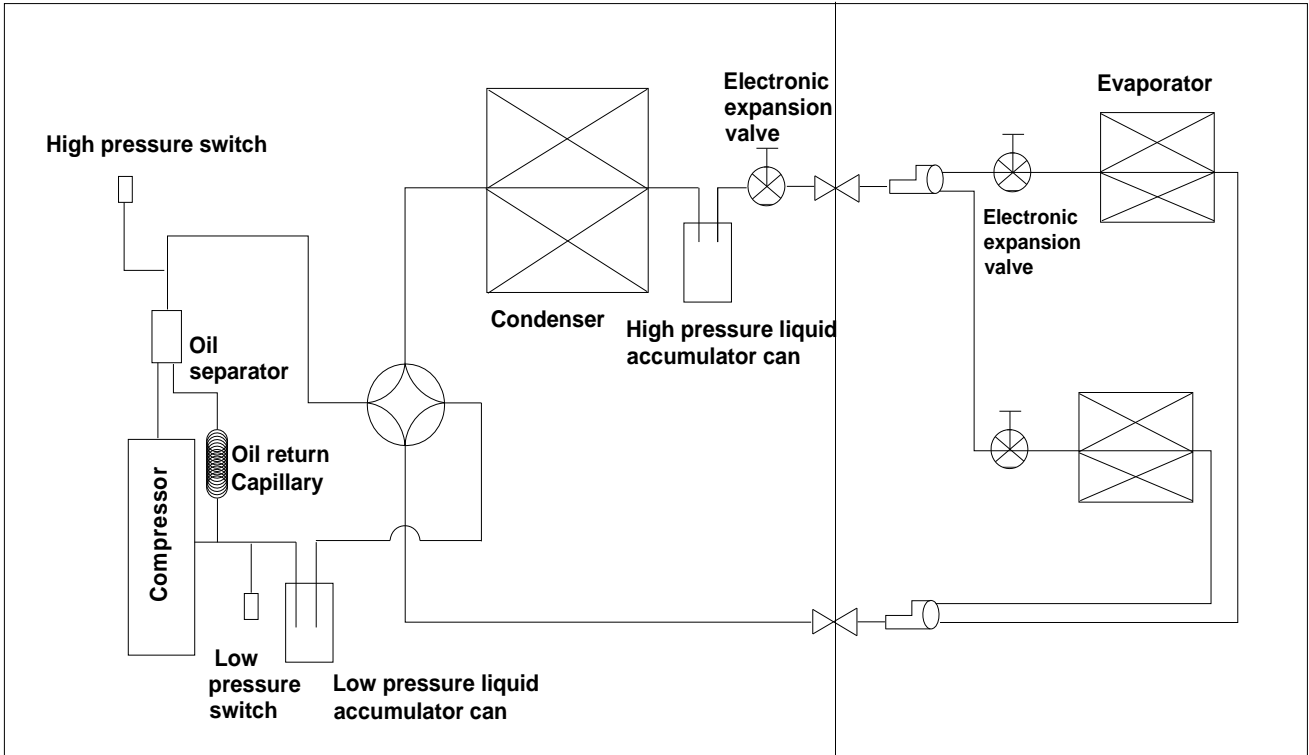 Electronic
expansion
valve
Evaporator
High pressure switch
Electronic
expansion
valve
Condenser
High pressure liquid
accumulator can
Oil
separator
Oil return
Capillary
Compressor
Low
pressure
switch
Low pressure liquid
accumulator can